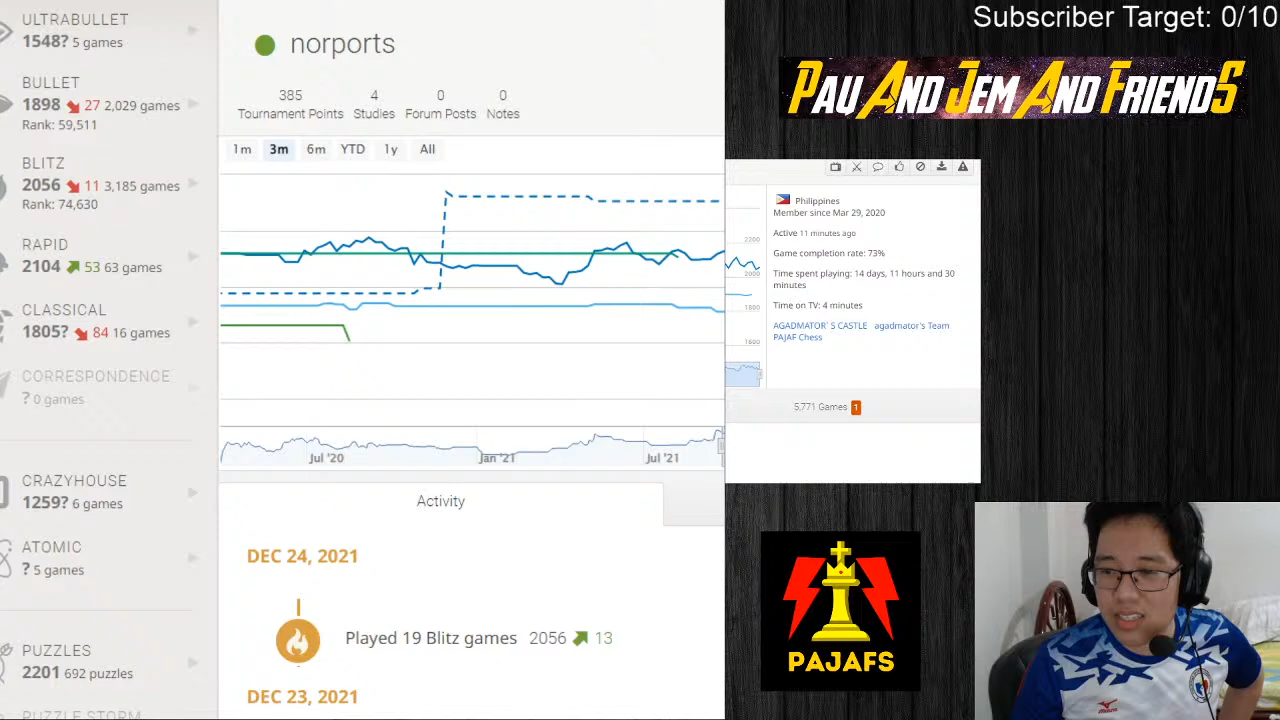 ULTRABULLET
1548? 5 games
BULLET
1898 27 2,029 games
Rank: 59,511
BLITZ
2056 11 3,185 games
Rank: 74,630
RAPID
2104 53 63 games
CLASSICAL
1805? 84 16 games
CORRESPONDENCE
? 0 games
CRAZYHOUSE
1259? 6 games
ATOMIC
? 5 games
PUZZLES
2201 692 puzzles
PUZZLE STORM
norports
385 4 0 0
Tournament Points Studies Forum Posts Notes
1m 3m 6m YTD 1y All
Jul '20 Jan '21 Jul '21
Activity
DEC 24, 2021
Played 19 Blitz games 2056 13
DEC 23, 2021
Subscriber Target: 0/10
PAU AND JEM AND FRIENDS
Philippines
Member since Mar 29, 2020
Active 11 minutes ago
Game completion rate: 73%
Time spent playing: 14 days, 11 hours and 30
minutes
Time on TV: 4 minutes
AGADMATOR`S CASTLE agadmator's Team
PAJAF Chess
2200
2000
1800
1600
5,771 Games 1
PAJAFS